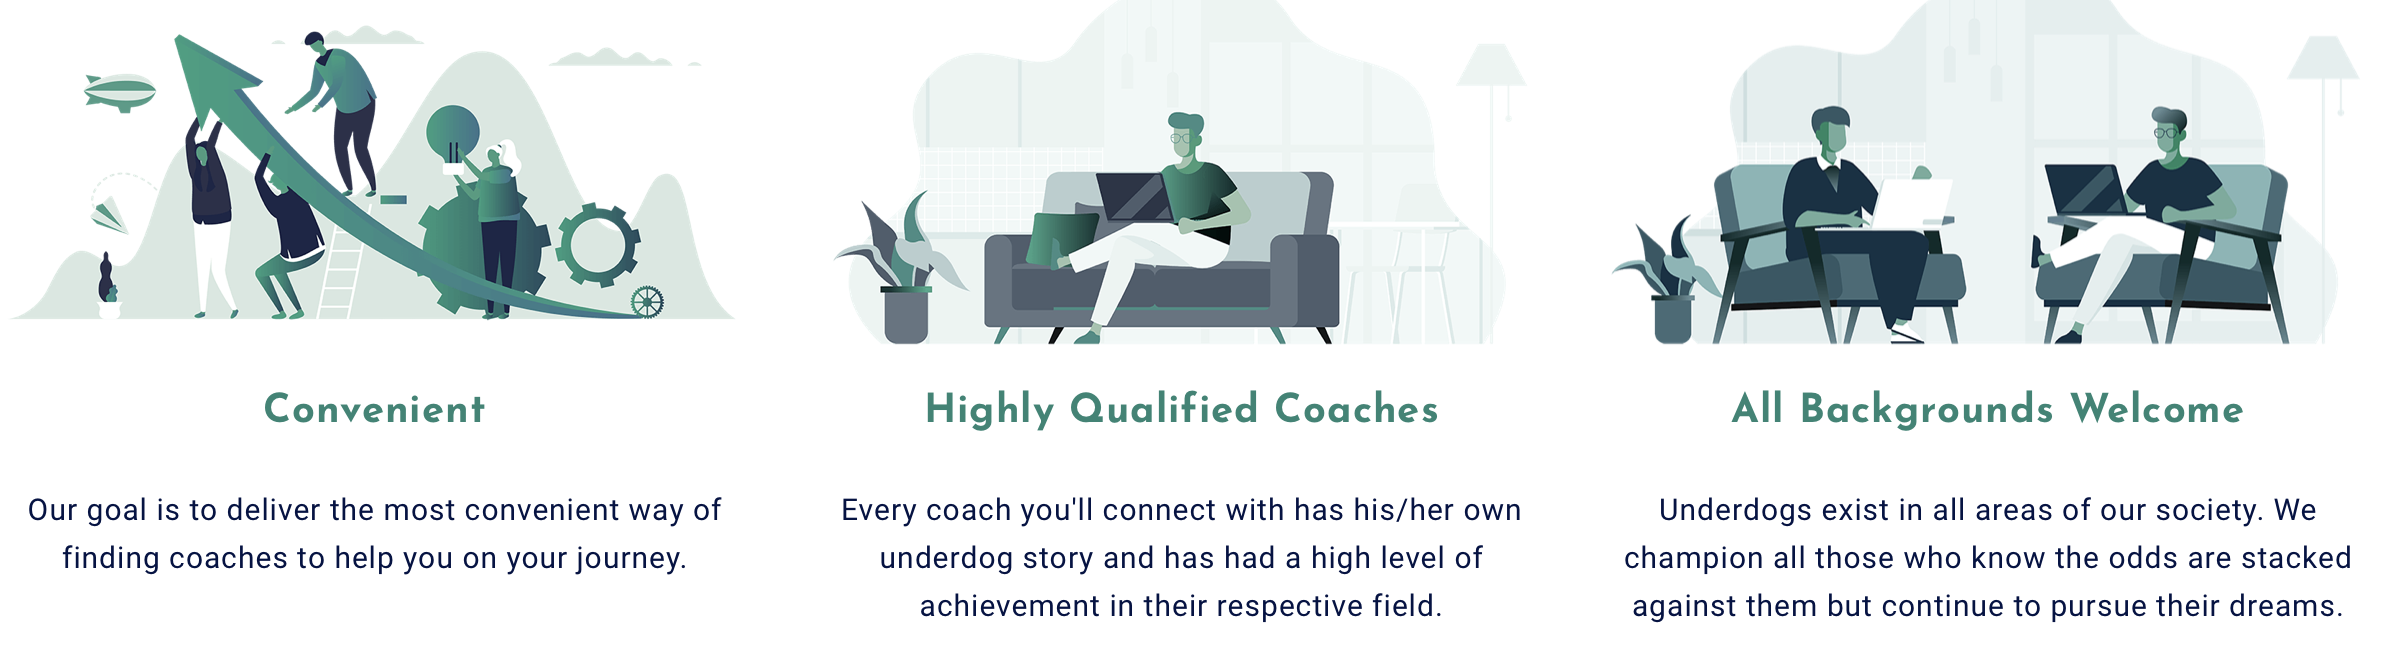 Convenient
Our goal is to deliver the most convenient way of
finding coaches to help you on your journey.
Highly Qualified Coaches
Every coach you'll connect with has his/her own
underdog story and has had a high level of
achievement in their respective field.
All Backgrounds Welcome
Underdogs exist in all areas of our society. We
champion all those who know the odds are stacked
against them but continue to pursue their dreams.